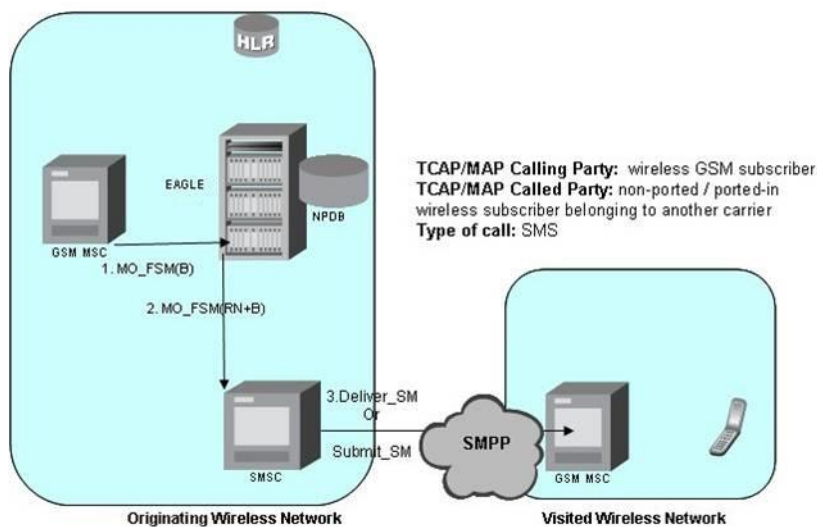 HLR
EAGLE
NPDB
GSM MSC
1. MO_FSM(B)
2. MO_FSM(RN+B)
TCAP/MAP Calling Party: wireless GSM subscriber
TCAP/MAP Called Party: non-ported / ported-in
wireless subscriber belonging to another carrier
Type of call: SMS
3.Deliver_SM
Or
Submit_SM
SMSC
SMPP
GSM MSC
Originating Wireless Network
Visited Wireless Network